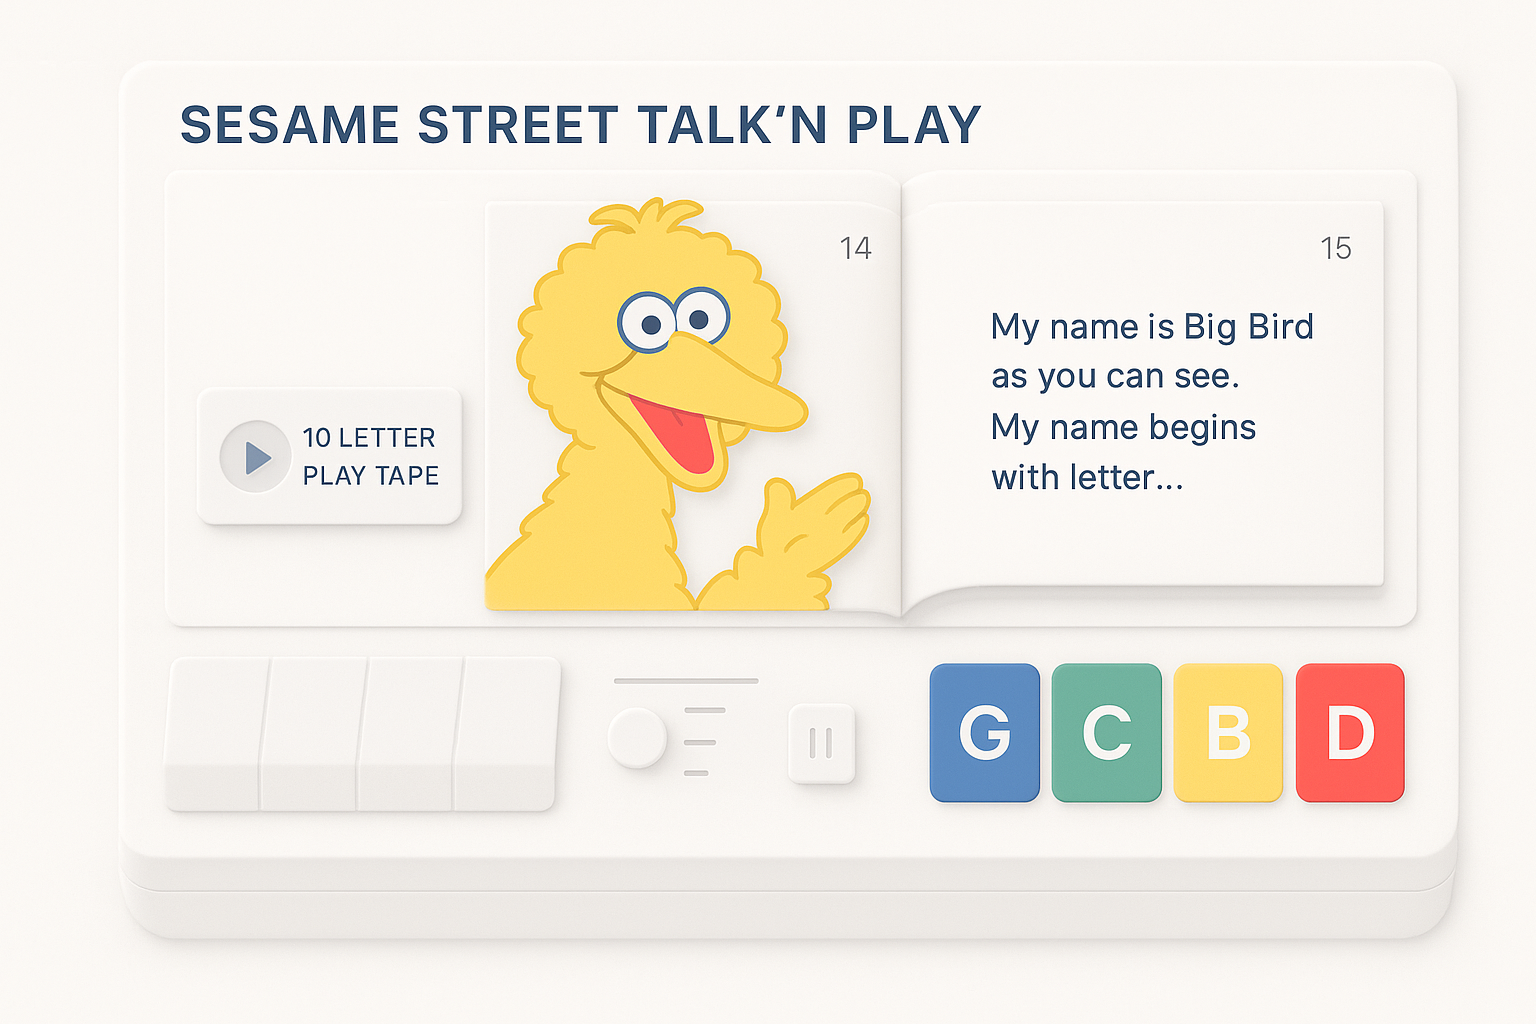 SESAME STREET TALK‘N PLAY
10 LETTER
PLAY TAPE
14
15
My name is Big Bird
as you can see.
My name begins
with letter...
G C B D